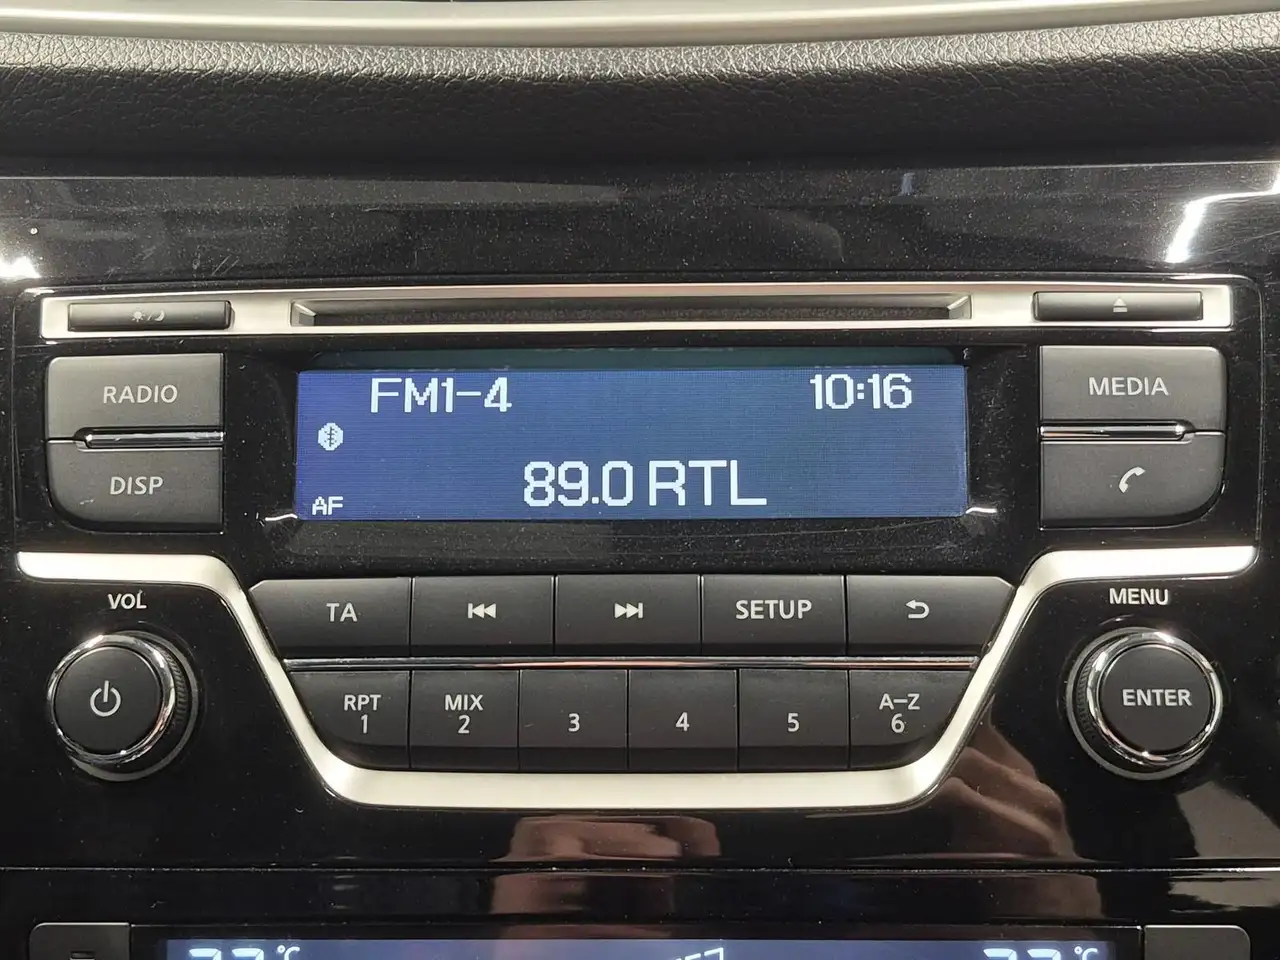 RADIO
DISP
FM1-4
10:16
AF
89.0 RTL
MEDIA
VOL
TA
SETUP
MENU
RPT
1
MIX
2
3
4
5
A-Z
6
ENTER
°C
°C